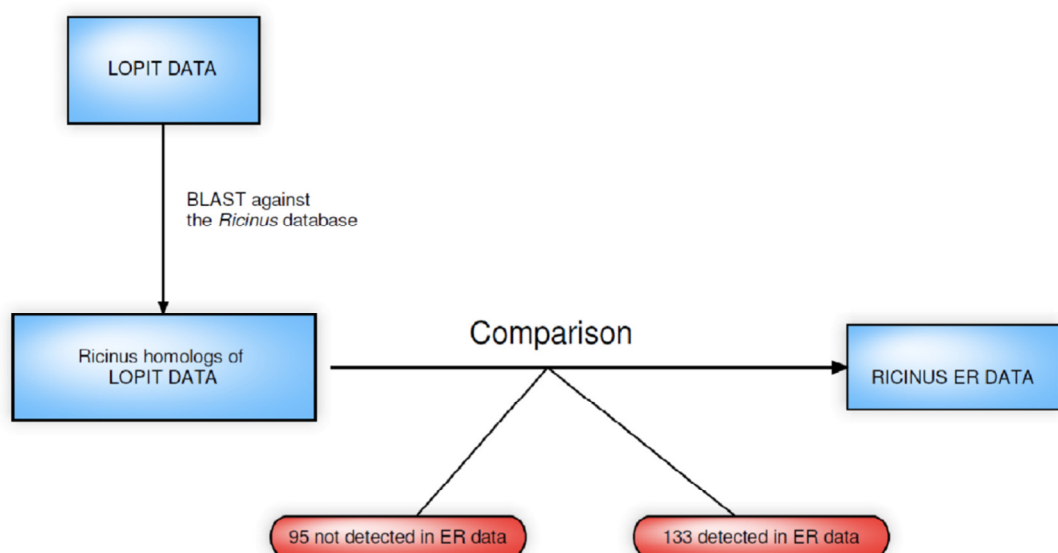 LOPIT DATA
BLAST against
the Ricinus database
Comparison
Ricinus homologs of
LOPIT DATA
RICINUS ER DATA
95 not detected in ER data
133 detected in ER data